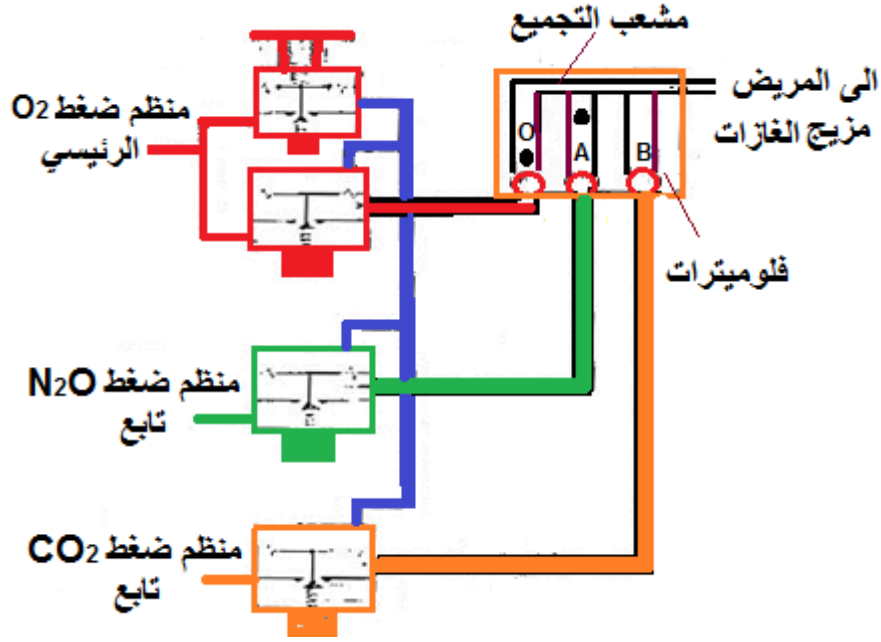 مشعب التجميع
الى المريض
مزيج الغازات
منظم ضغط O2
الرئيسي
O
A
B
فلوميترات
منظم ضغط N2O
تابع
منظم ضغط CO2
تابع